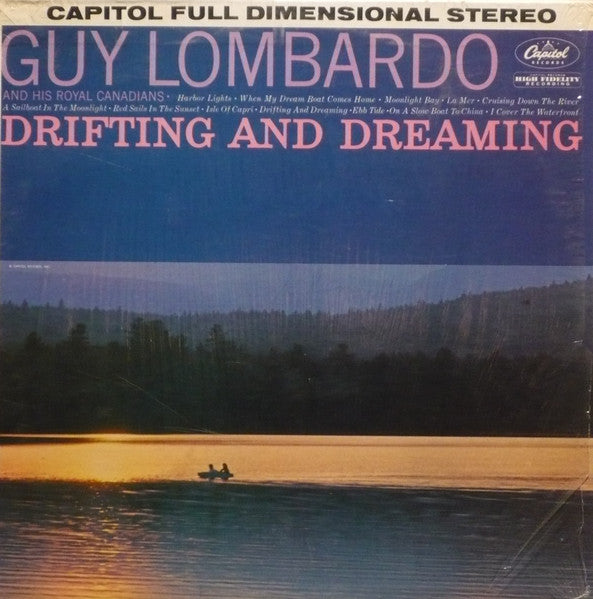 CAPITOL FULL DIMENSIONAL STEREO
GUY LOMBARDO
Capitol
RECORDS
HIGH FIDELITY
RECORDING
AND HIS ROYAL CANADIANS • Harbor Lights • When My Dream Boat Comes Home • Moonlight Bay • La Mer • Cruising Down The River
A Sailboat In The Moonlight • Red Sails In The Sunset • Isle Of Capri • Drifting And Dreaming • Ebb Tide • On A Slow Boat To China • I Cover The Waterfront
DRIFTING AND DREAMING